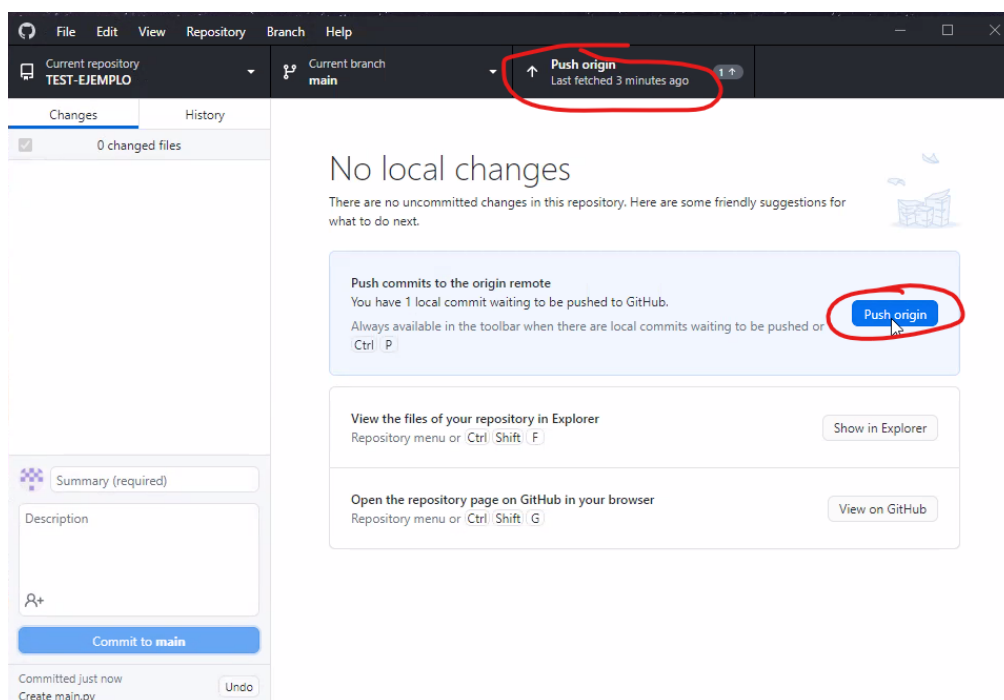 File Edit View Repository Branch Help
Current repository
TEST-EJEMPLO
Current branch
main
Push origin
Last fetched 3 minutes ago
1
Changes History
0 changed files
No local changes
There are no uncommitted changes in this repository. Here are some friendly suggestions for
what to do next.
Push commits to the origin remote
You have 1 local commit waiting to be pushed to GitHub.
Always available in the toolbar when there are local commits waiting to be pushed or
Ctrl P
Push origin
View the files of your repository in Explorer
Repository menu or Ctrl Shift F
Show in Explorer
Open the repository page on GitHub in your browser
Repository menu or Ctrl Shift G
View on GitHub
Summary (required)
Description
Commit to main
Committed just now
Create main.py
Undo